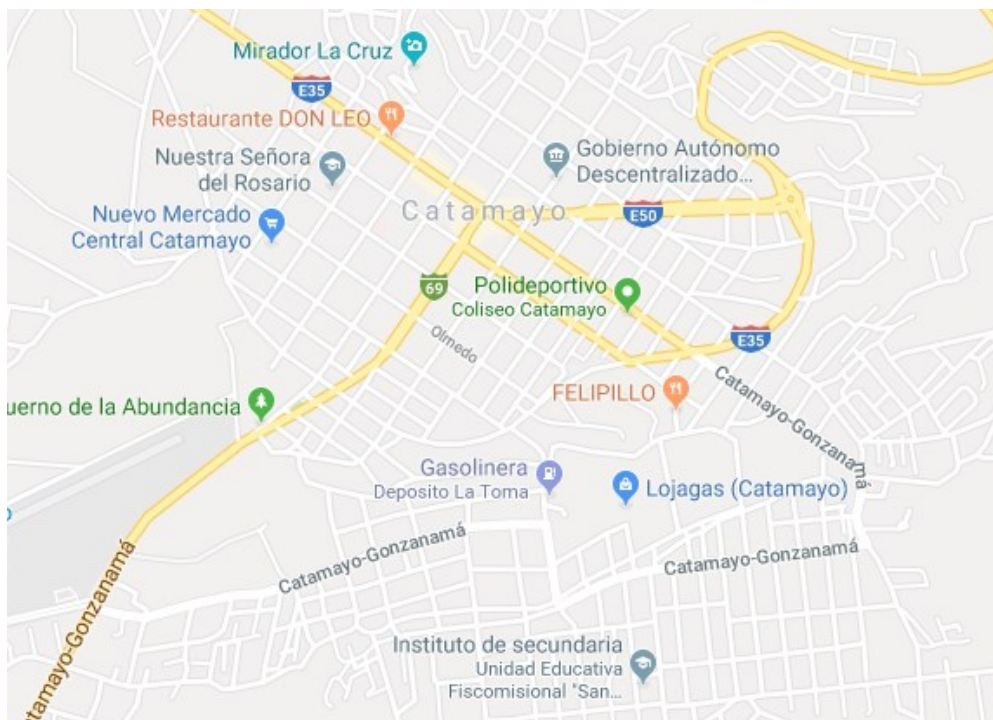 Mirador La Cruz
E35
Restaurante DON LEO
Nuestra Señora
del Rosario
Gobierno Autónomo
Descentralizado...
Nuevo Mercado
Central Catamayo
Catamayo
E50
69
Polideportivo
Coliseo Catamayo
Olmedo
E35
Catamayo-Gonzanamá
FELIPILLO
uerno de la Abundancia
Gasolinera
Deposito La Toma
Lojagas (Catamayo)
Catamayo-Gonzanamá
Catamayo-Gonzanamá
atamayo-Gonzanamá
Instituto de secundaria
Unidad Educativa
Fiscomisional "San...